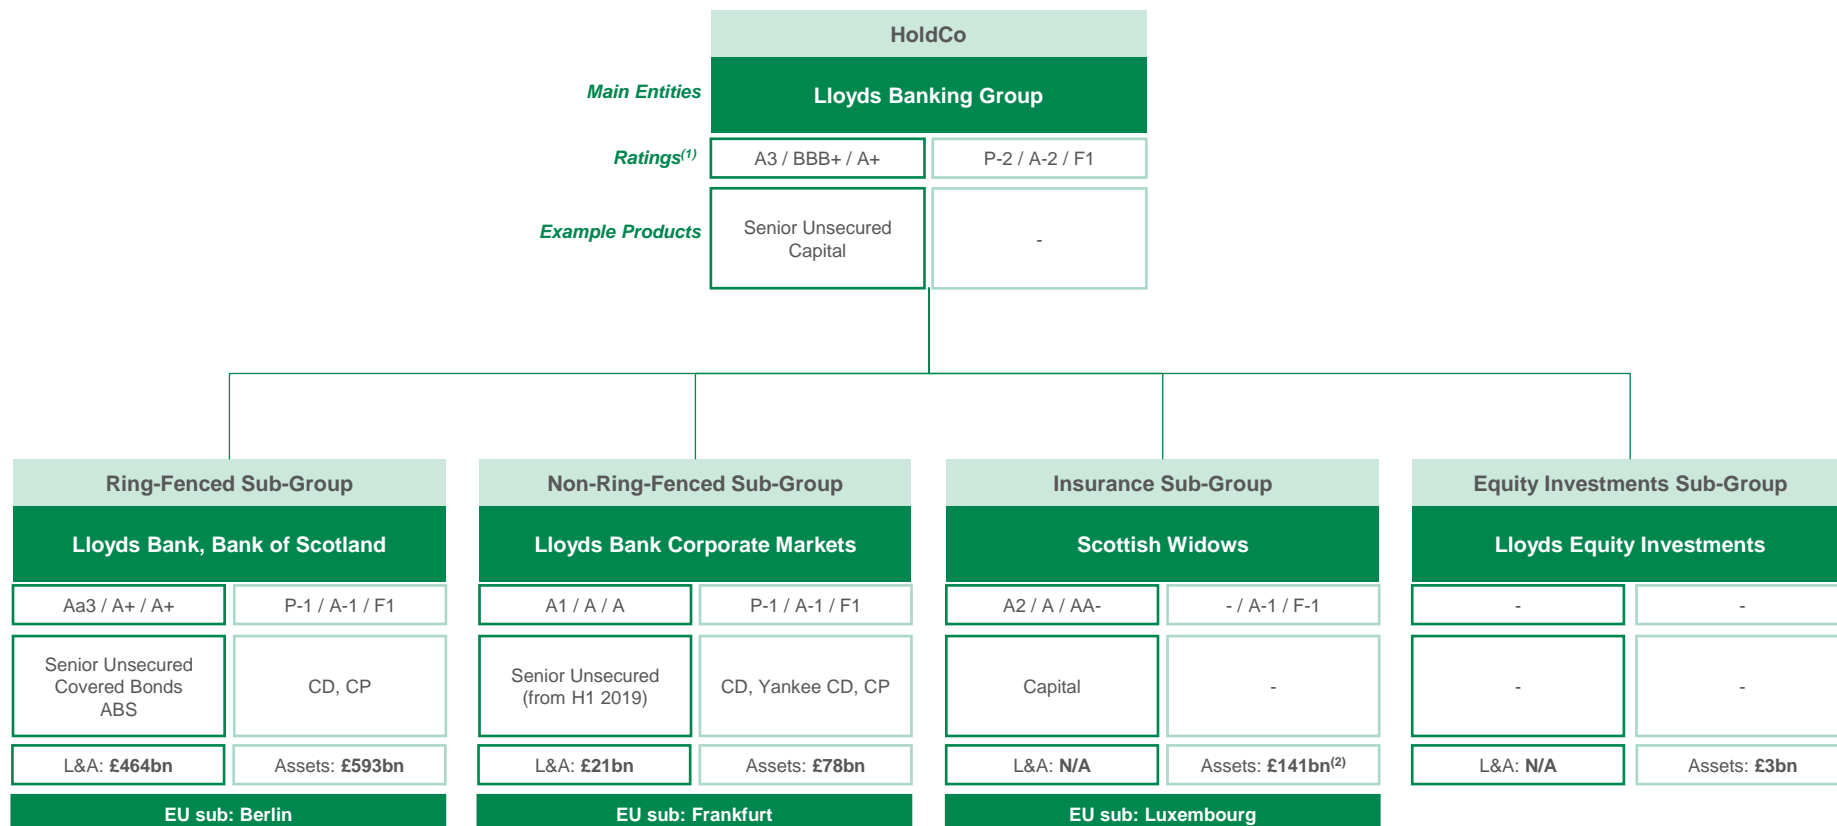 HoldCo
Main Entities
Lloyds Banking Group
Ratings(1)
A3 / BBB+ / A+
P-2 / A-2 / F1
Example Products
Senior Unsecured
Capital
-
Ring-Fenced Sub-Group
Lloyds Bank, Bank of Scotland
Aa3 / A+ / A+
P-1 / A-1 / F1
Senior Unsecured
Covered Bonds
ABS
CD, CP
L&A: £464bn
Assets: £593bn
EU sub: Berlin
Non-Ring-Fenced Sub-Group
Lloyds Bank Corporate Markets
A1 / A / A
P-1 / A-1 / F1
Senior Unsecured
(from H1 2019)
CD, Yankee CD, CP
L&A: £21bn
Assets: £78bn
EU sub: Frankfurt
Insurance Sub-Group
Scottish Widows
A2 / A / AA-
- / A-1 / F-1
Capital
-
L&A: N/A
Assets: £141bn(2)
EU sub: Luxembourg
Equity Investments Sub-Group
Lloyds Equity Investments
-
-
-
-
L&A: N/A
Assets: £3bn